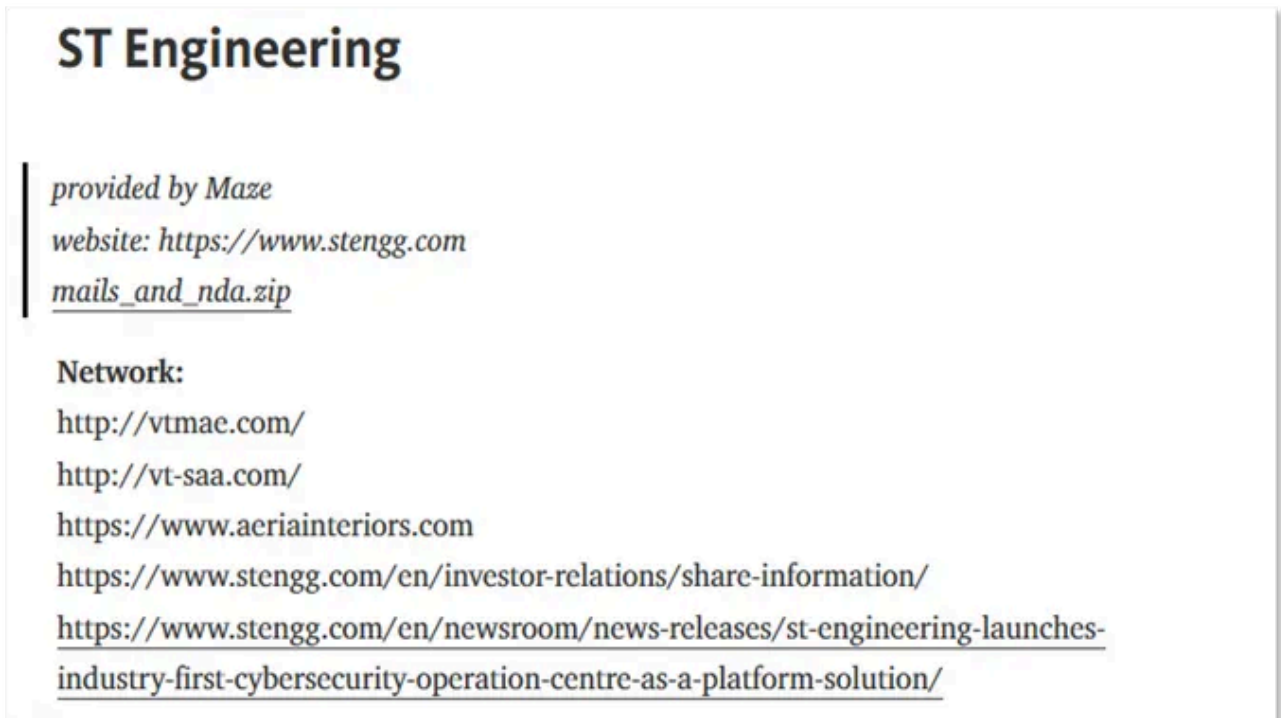 ST Engineering
provided by Maze
website: https://www.stengg.com
mails_and_nda.zip
Network:
http://vtmae.com/
http://vt-saa.com/
https://www.aeriainteriors.com
https://www.stengg.com/en/investor-relations/share-information/
https://www.stengg.com/en/newsroom/news-releases/st-engineering-launches-
industry-first-cybersecurity-operation-centre-as-a-platform-solution/